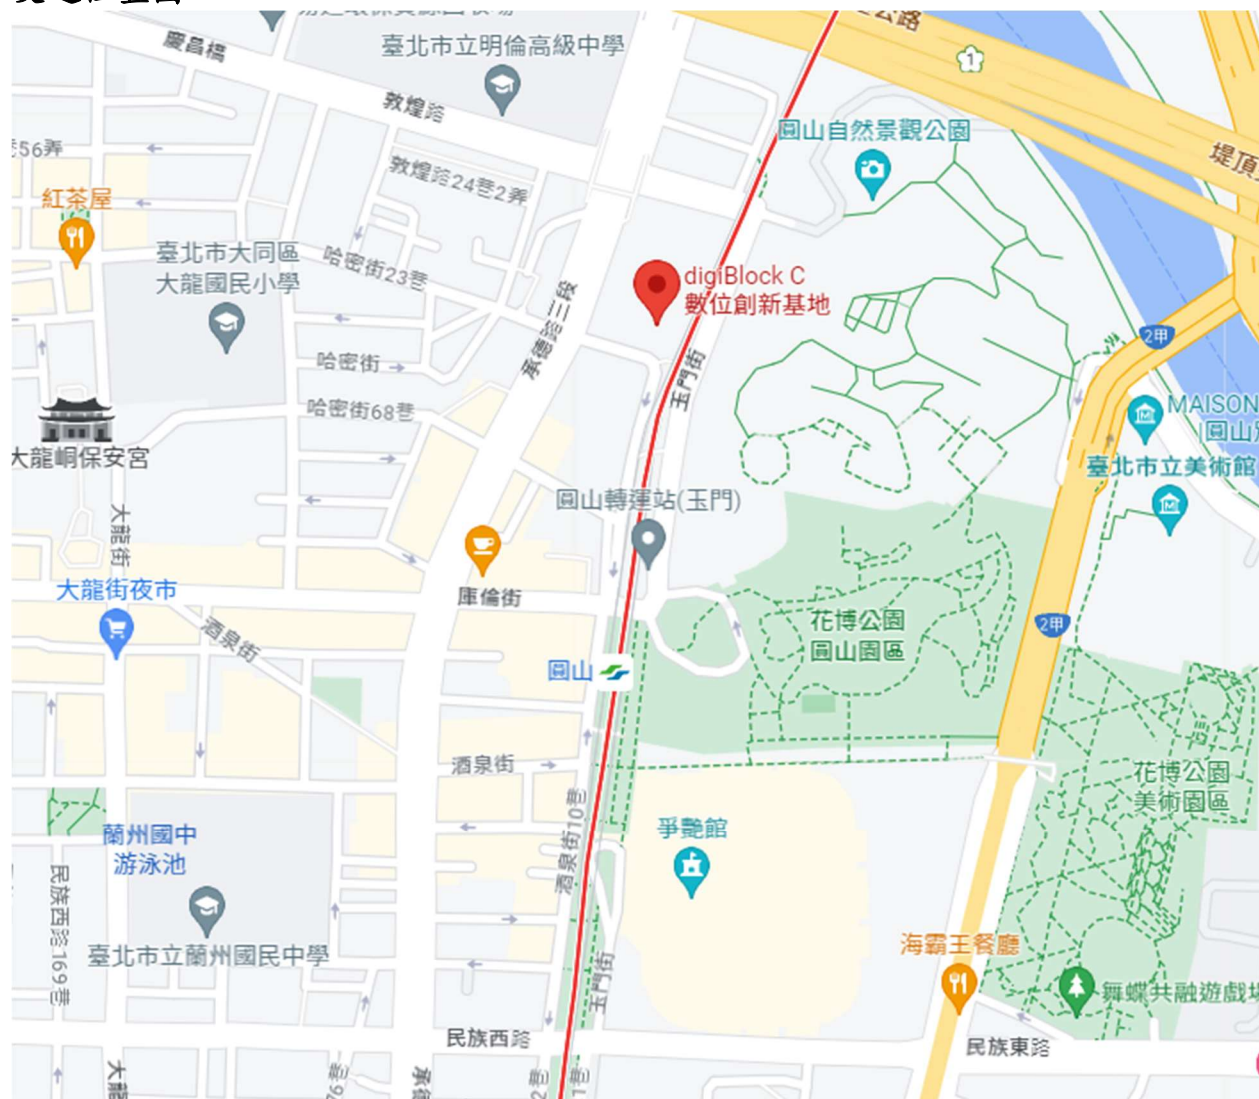 慶昌橋
臺北市立明倫高級中學
敦煌路
1
圓山自然景觀公園
巷56弄
敦煌路24巷2弄
紅茶屋
臺北市大同區
大龍國民小學
哈密街23巷
承德路三段
digiBlock C
數位創新基地
2甲
玉門街
哈密街
哈密街68巷
MAISON
大龍峒保安宮
臺北市立美術館
圓山轉運站(玉門)
大龍街
大龍街夜市
庫倫街
酒泉街
花博公園
圓山園區
2甲
圓山
酒泉街
花博公園
美術園區
酒泉街10巷
爭艷館
蘭州國中
游泳池
民族西路169巷
臺北市立蘭州國民中學
海霸王餐廳
玉門街
舞蝶共融遊戲場
民族西路
民族東路
大龍
承德